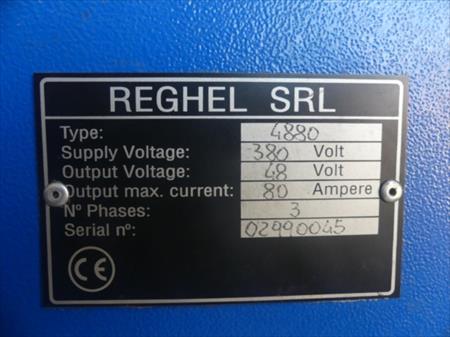 REGHEL SRL
Type: 4880
Supply Voltage: 380 Volt
Output Voltage: 48 Volt
Output max. current: 80 Ampere
Nº Phases: 3
Serial nº: 02990045
CE